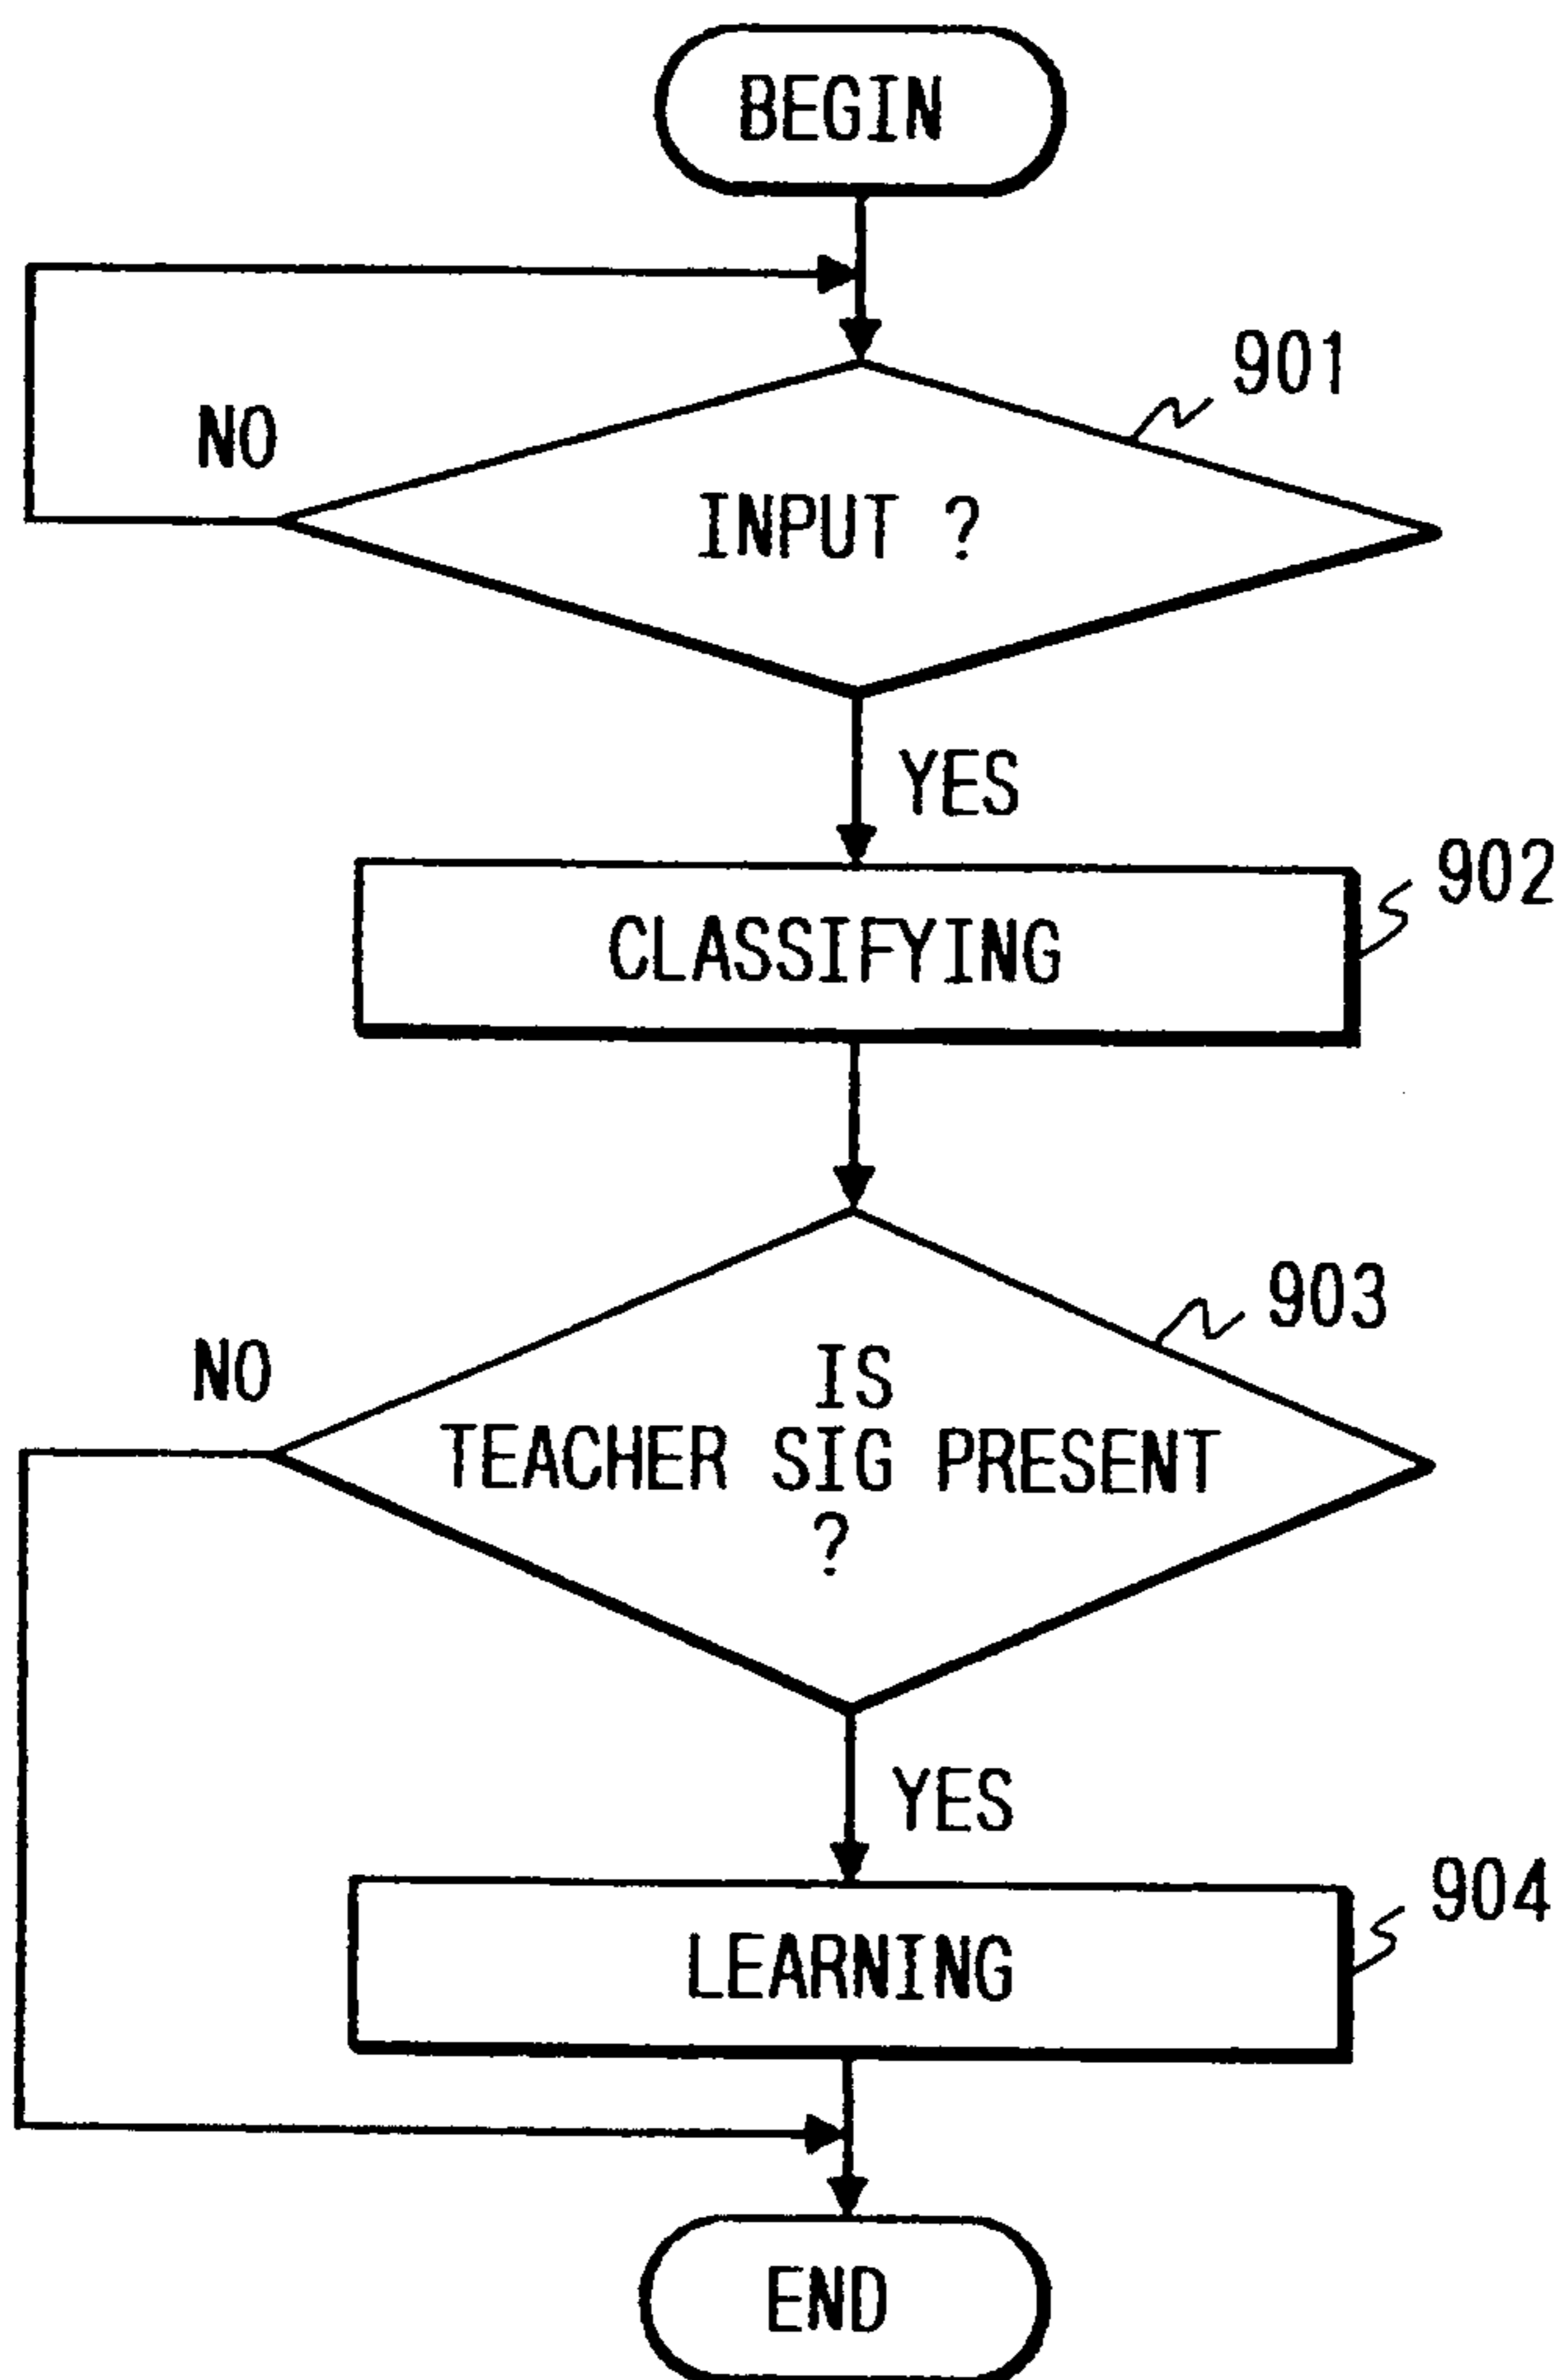 BEGIN
901
NO
INPUT ?
YES
902
CLASSIFYING
903
NO
IS
TEACHER SIG PRESENT
?
YES
904
LEARNING
END